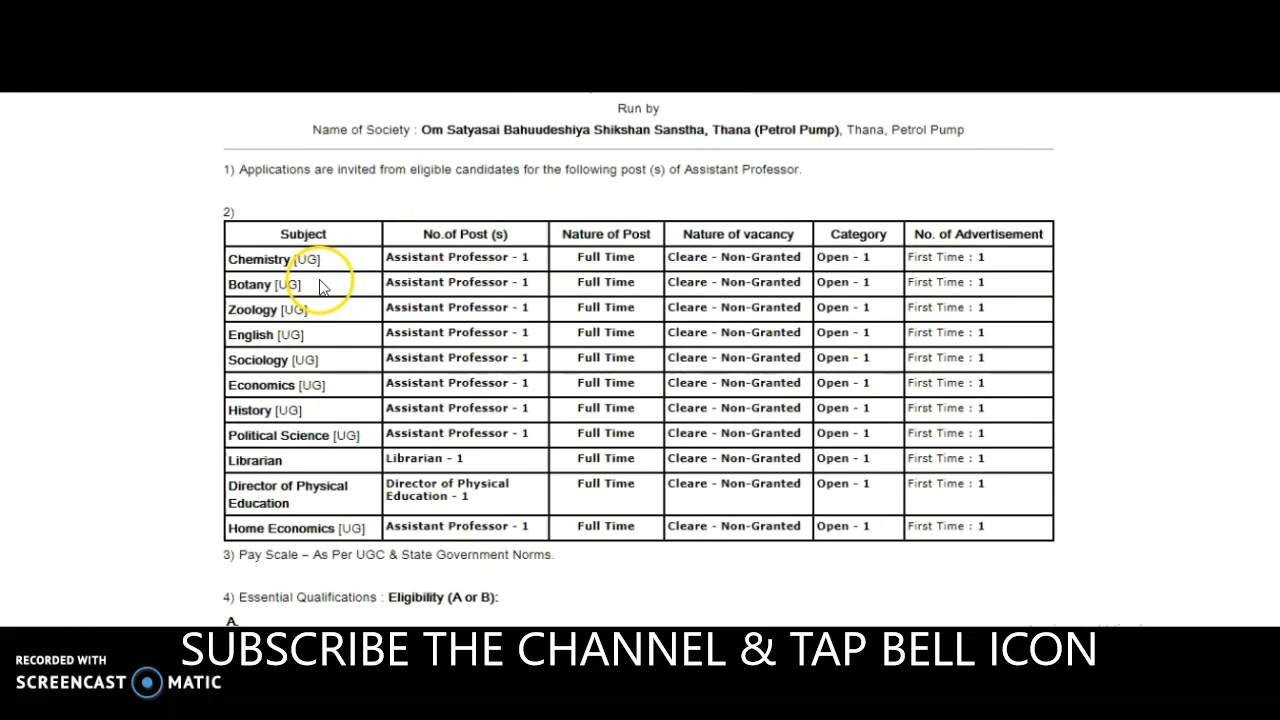 Run by
Name of Society : Om Satyasai Bahuudeshiya Shikshan Sanstha, Thana (Petrol Pump), Thana, Petrol Pump
1) Applications are invited from eligible candidates for the following post (s) of Assistant Professor.
2)
Subject No.of Post (s) Nature of Post Nature of vacancy Category No. of Advertisement
Chemistry [UG] Assistant Professor - 1 Full Time Cleare - Non-Granted Open - 1 First Time : 1
Botany [UG] Assistant Professor - 1 Full Time Cleare - Non-Granted Open - 1 First Time : 1
Zoology [UG] Assistant Professor - 1 Full Time Cleare - Non-Granted Open - 1 First Time : 1
English [UG] Assistant Professor - 1 Full Time Cleare - Non-Granted Open - 1 First Time : 1
Sociology [UG] Assistant Professor - 1 Full Time Cleare - Non-Granted Open - 1 First Time : 1
Economics [UG] Assistant Professor - 1 Full Time Cleare - Non-Granted Open - 1 First Time : 1
History [UG] Assistant Professor - 1 Full Time Cleare - Non-Granted Open - 1 First Time : 1
Political Science [UG] Assistant Professor - 1 Full Time Cleare - Non-Granted Open - 1 First Time : 1
Librarian Librarian - 1 Full Time Cleare - Non-Granted Open - 1 First Time : 1
Director of Physical Director of Physical Full Time Cleare - Non-Granted Open - 1 First Time : 1
Education Education - 1
Home Economics [UG] Assistant Professor - 1 Full Time Cleare - Non-Granted Open - 1 First Time : 1
3) Pay Scale – As Per UGC & State Government Norms.
4) Essential Qualifications : Eligibility (A or B):
A.
SUBSCRIBE THE CHANNEL & TAP BELL ICON
RECORDED WITH
SCREENCAST MATIC